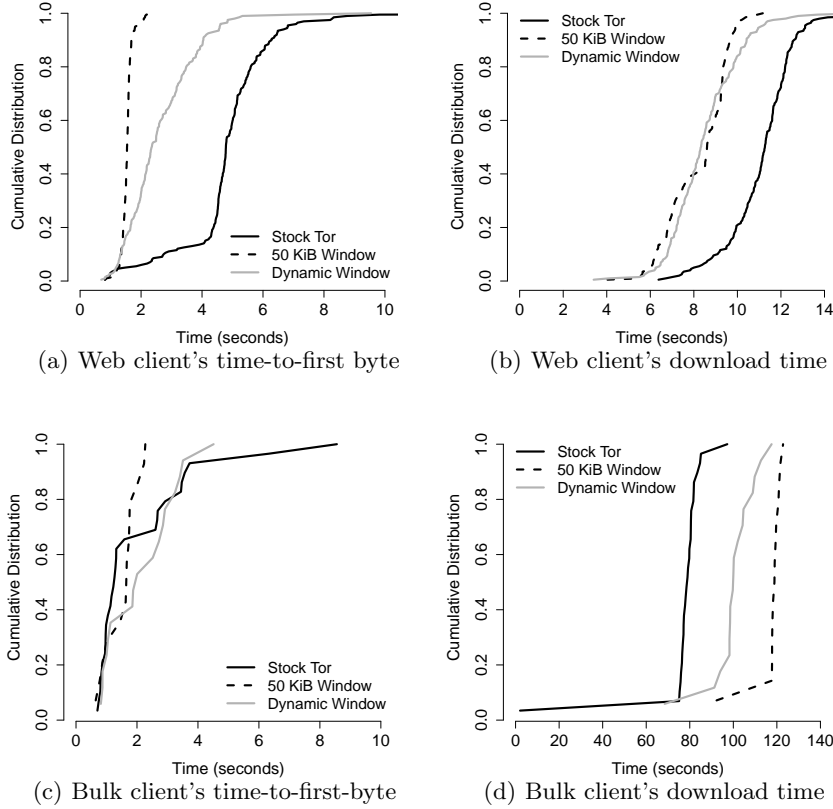 Cumulative Distribution
0.0 0.2 0.4 0.6 0.8 1.0
Stock Tor
50 KiB Window
Dynamic Window
0 2 4 6 8 10
Time (seconds)
(a) Web client's time-to-first byte
Cumulative Distribution
0.0 0.2 0.4 0.6 0.8 1.0
Stock Tor
50 KiB Window
Dynamic Window
0 2 4 6 8 10 12 14
Time (seconds)
(b) Web client's download time
Cumulative Distribution
0.0 0.2 0.4 0.6 0.8 1.0
Stock Tor
50 KiB Window
Dynamic Window
0 2 4 6 8 10
Time (seconds)
(c) Bulk client's time-to-first-byte
Cumulative Distribution
0.0 0.2 0.4 0.6 0.8 1.0
Stock Tor
50 KiB Window
Dynamic Window
0 20 40 60 80 100 120 140
Time (seconds)
(d) Bulk client's download time